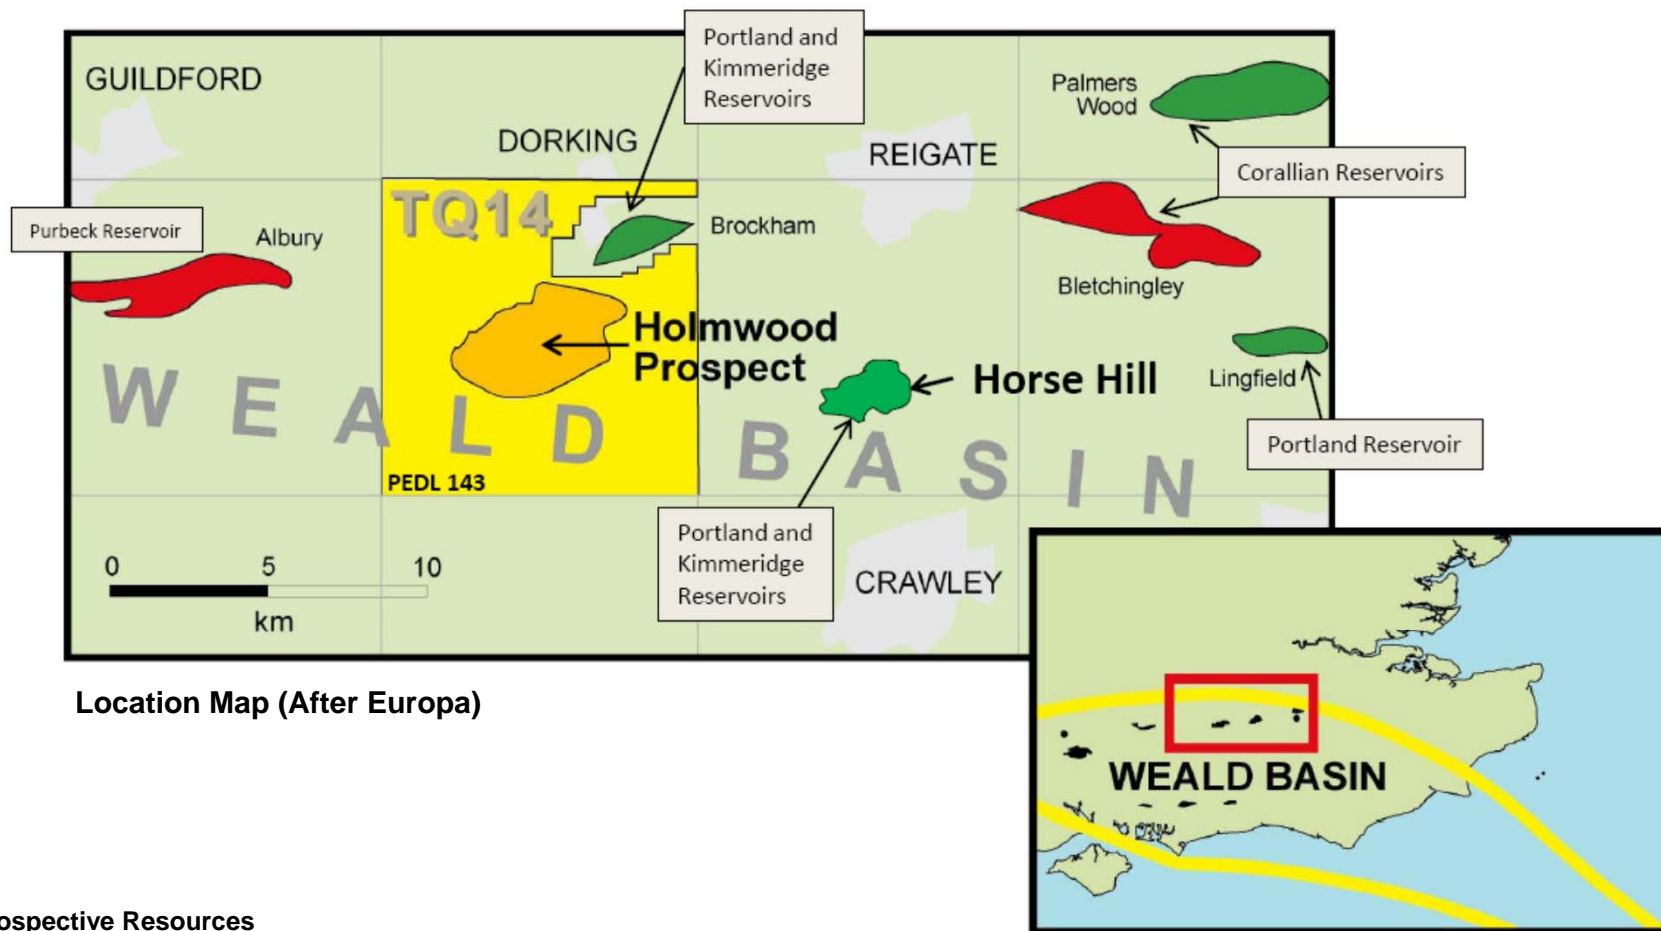 Portland and
Kimmeridge
Reservoirs
GUILDFORD
Palmers
Wood
DORKING
REIGATE
Corallian Reservoirs
TQ14
Purbeck Reservoir
Albury
Brockham
Bletchingley
Holmwood
Prospect
Horse Hill
Lingfield
WEALD BASIN
Portland Reservoir
PEDL 143
Portland and
Kimmeridge
Reservoirs
CRAWLEY
0 5 10
km
Location Map (After Europa)
WEALD BASIN
ospective Resources